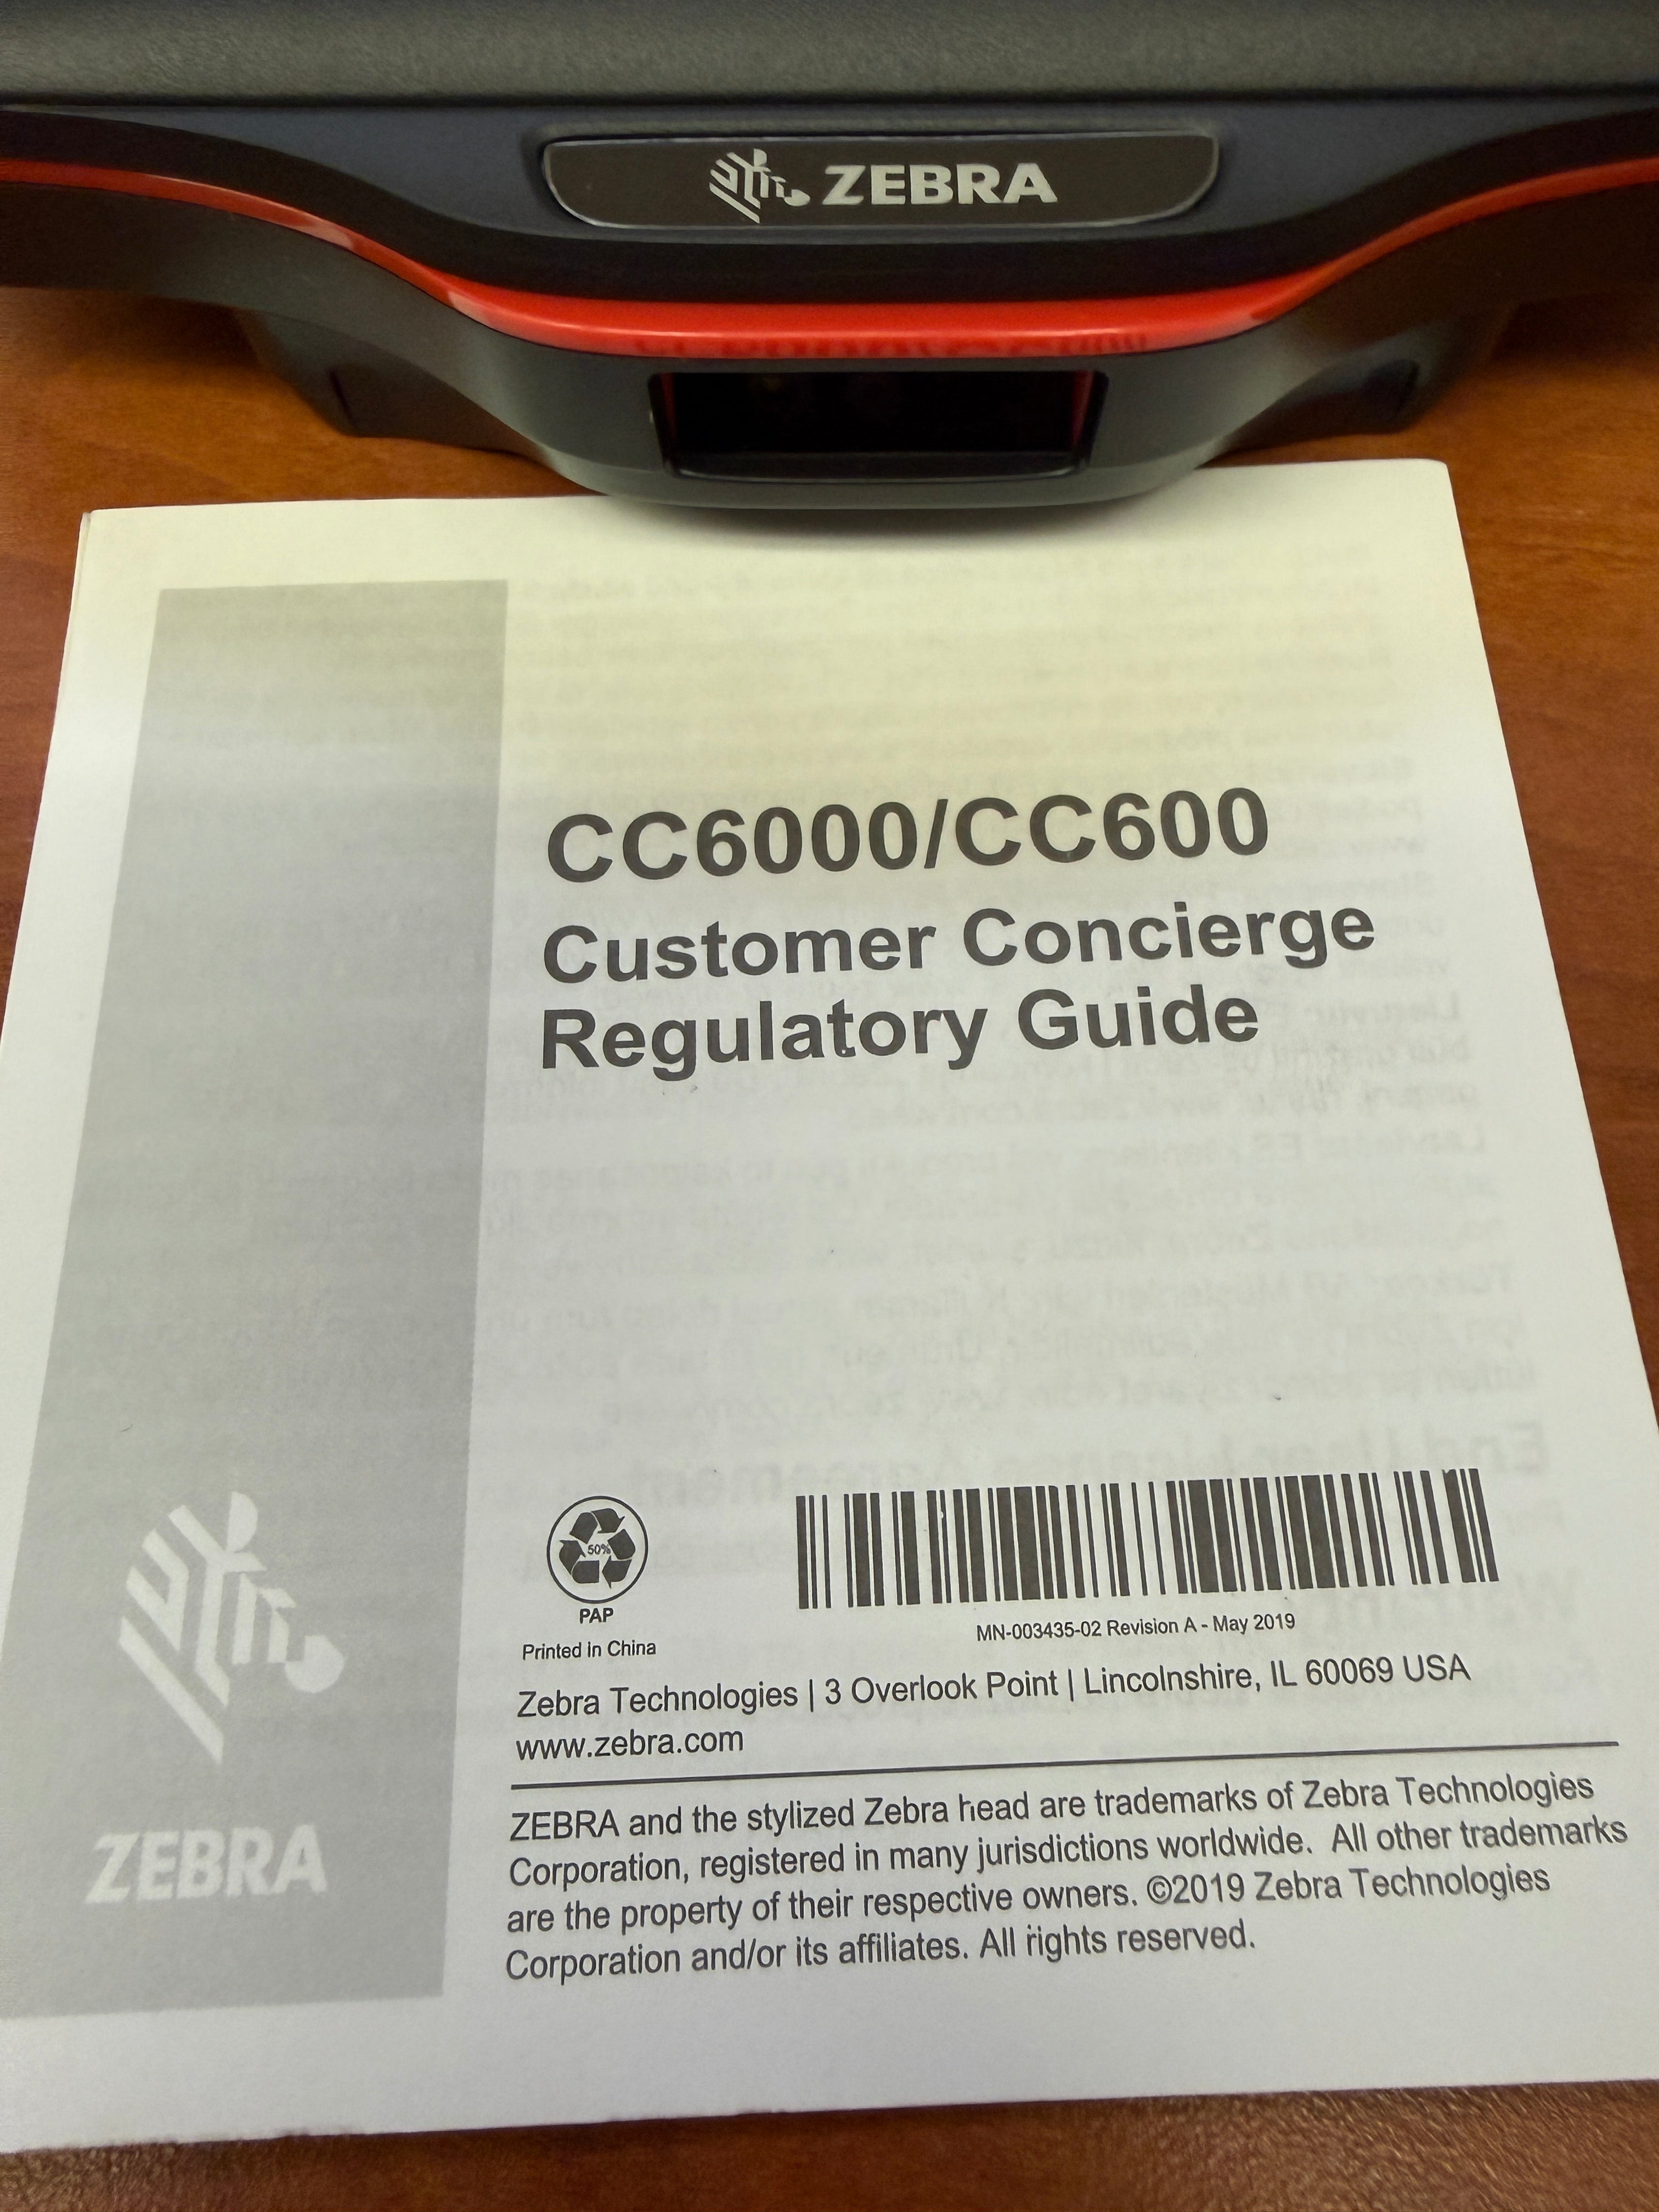 ZEBRA
CC6000/CC600
Customer Concierge
Regulatory Guide
50%
PAP
Printed in China
MN-003435-02 Revision A - May 2019
Zebra Technologies | 3 Overlook Point | Lincolnshire, IL 60069 USA
www.zebra.com
ZEBRA
ZEBRA and the stylized Zebra head are trademarks of Zebra Technologies
Corporation, registered in many jurisdictions worldwide. All other trademarks
are the property of their respective owners. ©2019 Zebra Technologies
Corporation and/or its affiliates. All rights reserved.